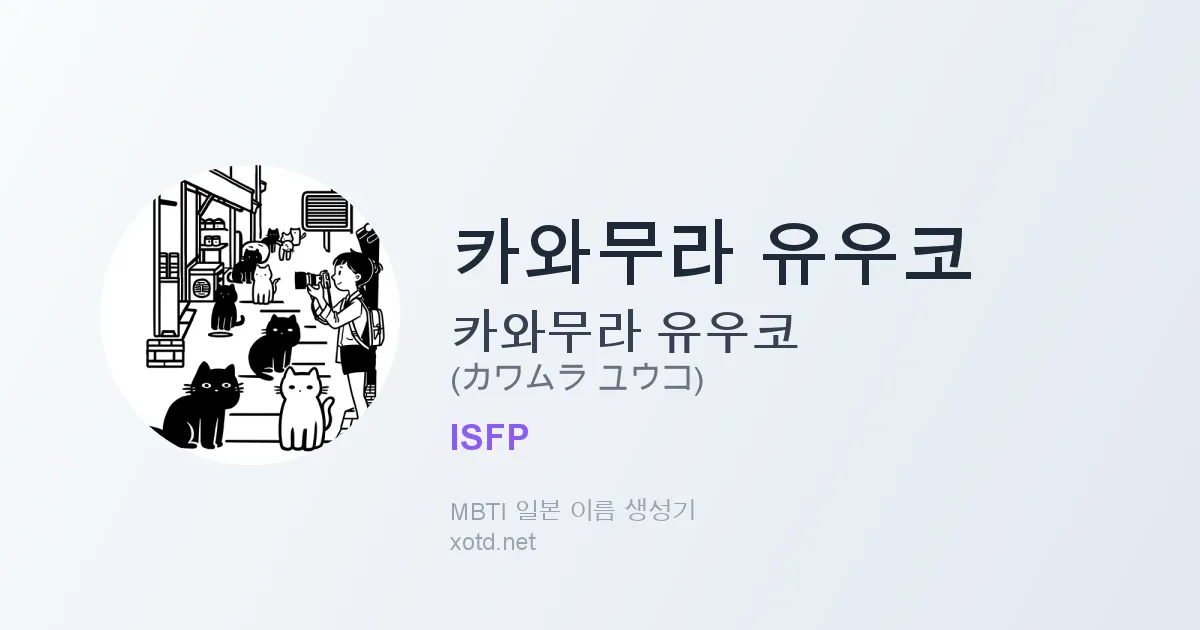 카와무라 유우코
카와무라 유우코
(カワムラ ユウコ)
ISFP
MBTI 일본 이름 생성기
xotd.net